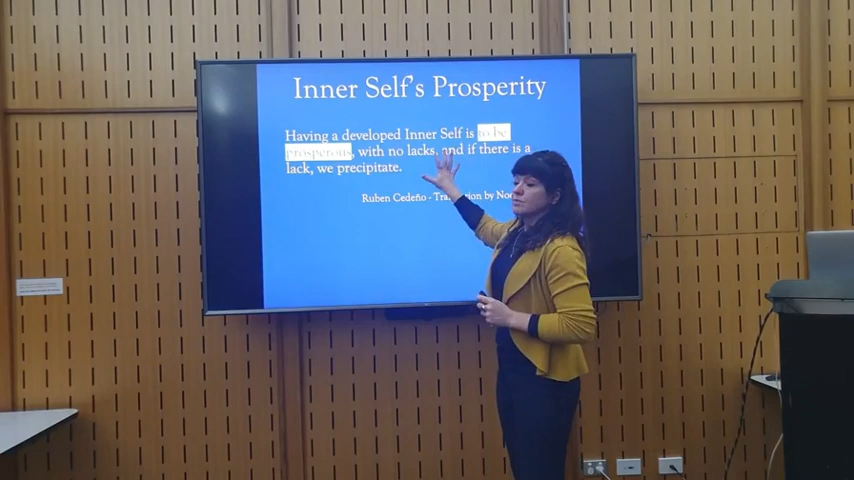 Inner Self's Prosperity
Having a developed Inner Self is to be
prosperous, with no lacks, and if there is a
lack, we precipitate.
Ruben Cedeño - by